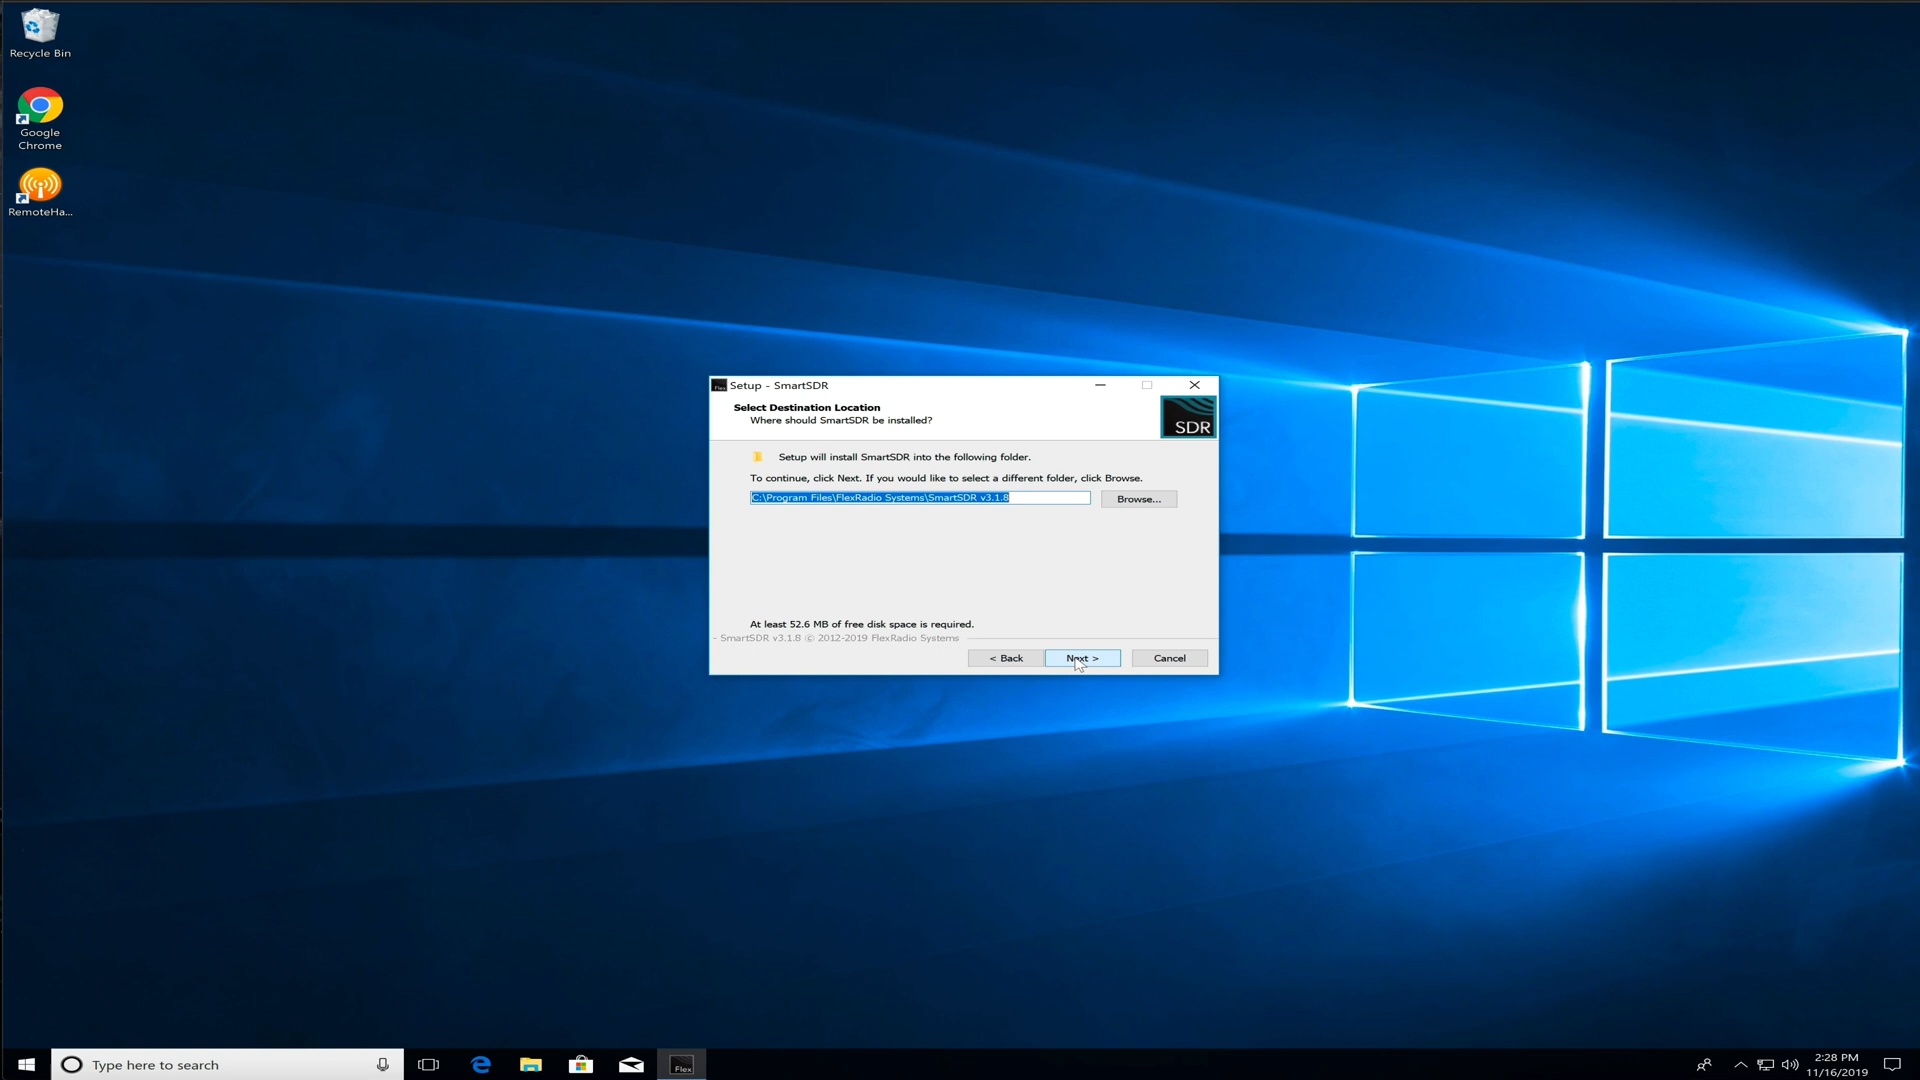 Recycle Bin
Google
Chrome
RemoteHa...
Flex
Setup - SmartSDR
Select Destination Location
Where should SmartSDR be installed?
SDR
Setup will install SmartSDR into the following folder.
To continue, click Next. If you would like to select a different folder, click Browse.
C:\Program Files\FlexRadio Systems\SmartSDR v3.1.8
Browse...
At least 52.6 MB of free disk space is required.
- SmartSDR v3.1.8 © 2012-2019 FlexRadio Systems
< Back
Next >
Cancel
Type here to search
Flex
2:28 PM
11/16/2019